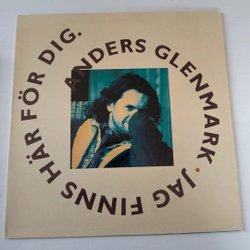 ANDERS GLENMARK · JAG FINNS HÄR FÖR DIG.